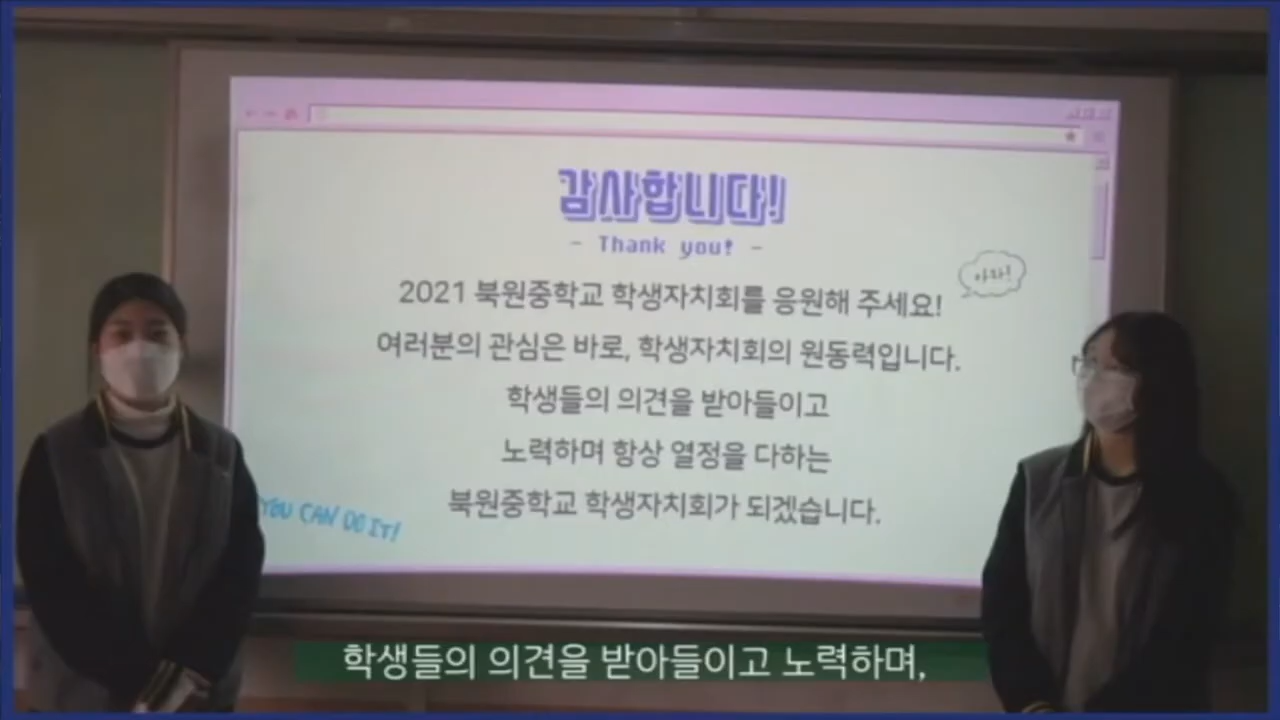 감사합니다!
- Thank you! -
아자!
2021 북원중학교 학생자치회를 응원해 주세요!
여러분의 관심은 바로, 학생자치회의 원동력입니다.
학생들의 의견을 받아들이고
노력하며 항상 열정을 다하는
북원중학교 학생자치회가 되겠습니다.
YOU CAN DO IT!
학생들의 의견을 받아들이고 노력하며,